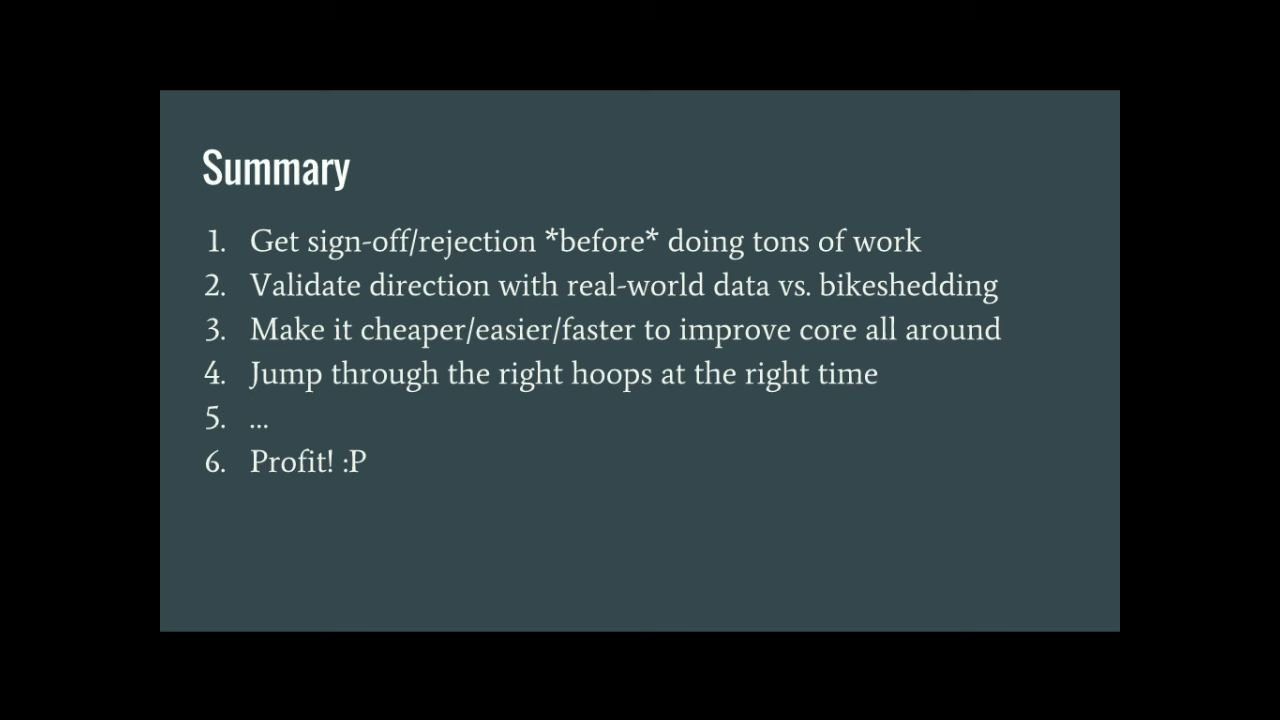 Summary
1. Get sign-off/rejection *before* doing tons of work
2. Validate direction with real-world data vs. bikeshedding
3. Make it cheaper/easier/faster to improve core all around
4. Jump through the right hoops at the right time
5. ...
6. Profit! :P